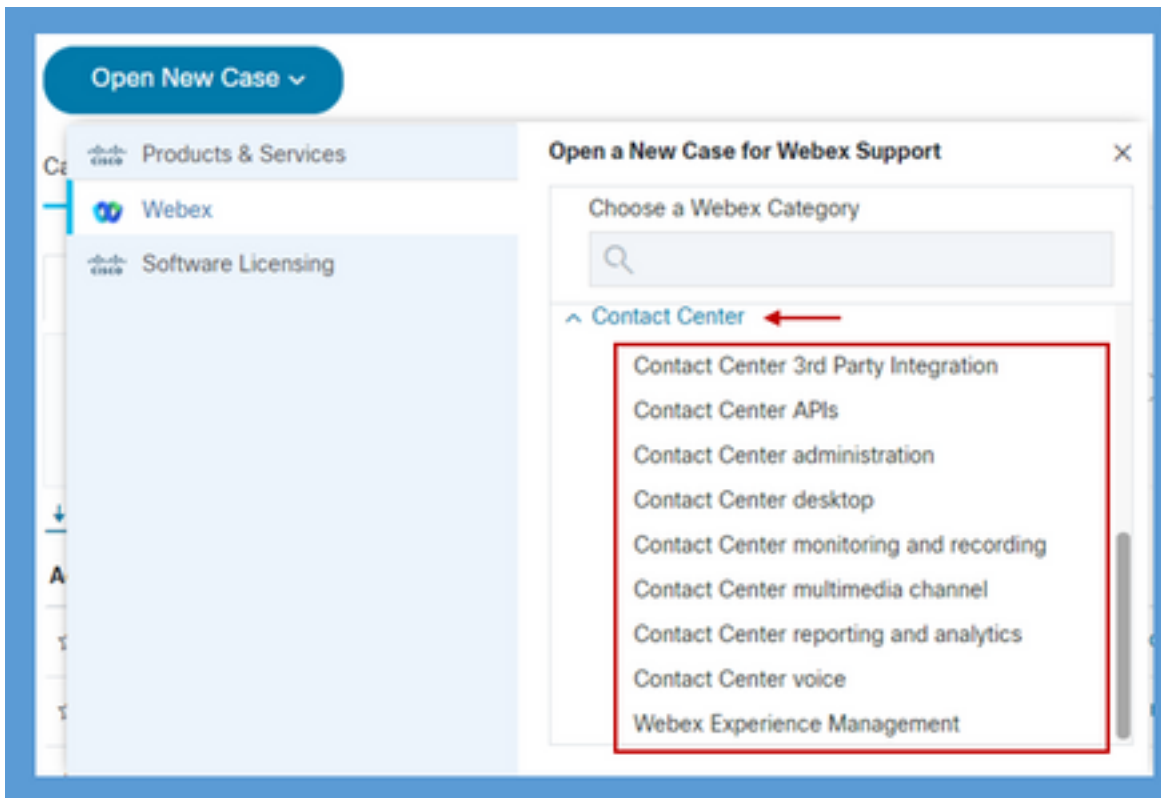 Open New Case
Ca
Products & Services
Webex
Software Licensing
A
Open a New Case for Webex Support
Choose a Webex Category
Contact Center
Contact Center 3rd Party Integration
Contact Center APIs
Contact Center administration
Contact Center desktop
Contact Center monitoring and recording
Contact Center multimedia channel
Contact Center reporting and analytics
Contact Center voice
Webex Experience Management